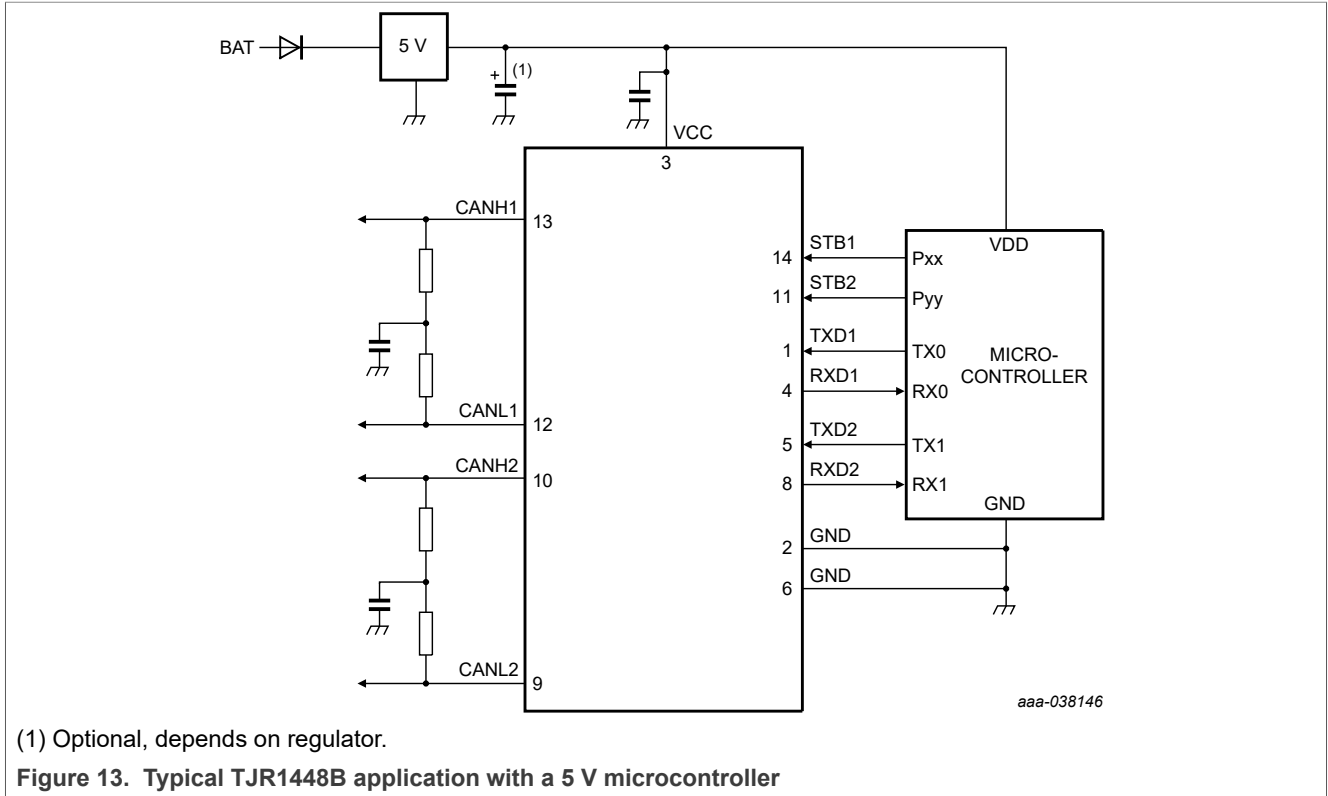 BAT
5 V
+
(1)
VCC
3
CANH1
13
STB1
14
Pxx
VDD
STB2
11
Pyy
TXD1
1
TX0
MICRO-
CONTROLLER
RXD1
4
RX0
CANL1
12
TXD2
5
TX1
CANH2
10
RXD2
8
RX1
GND
2
GND
6
GND
CANL2
9
aaa-038146
(1) Optional, depends on regulator.
Figure 13. Typical TJR1448B application with a 5 V microcontroller